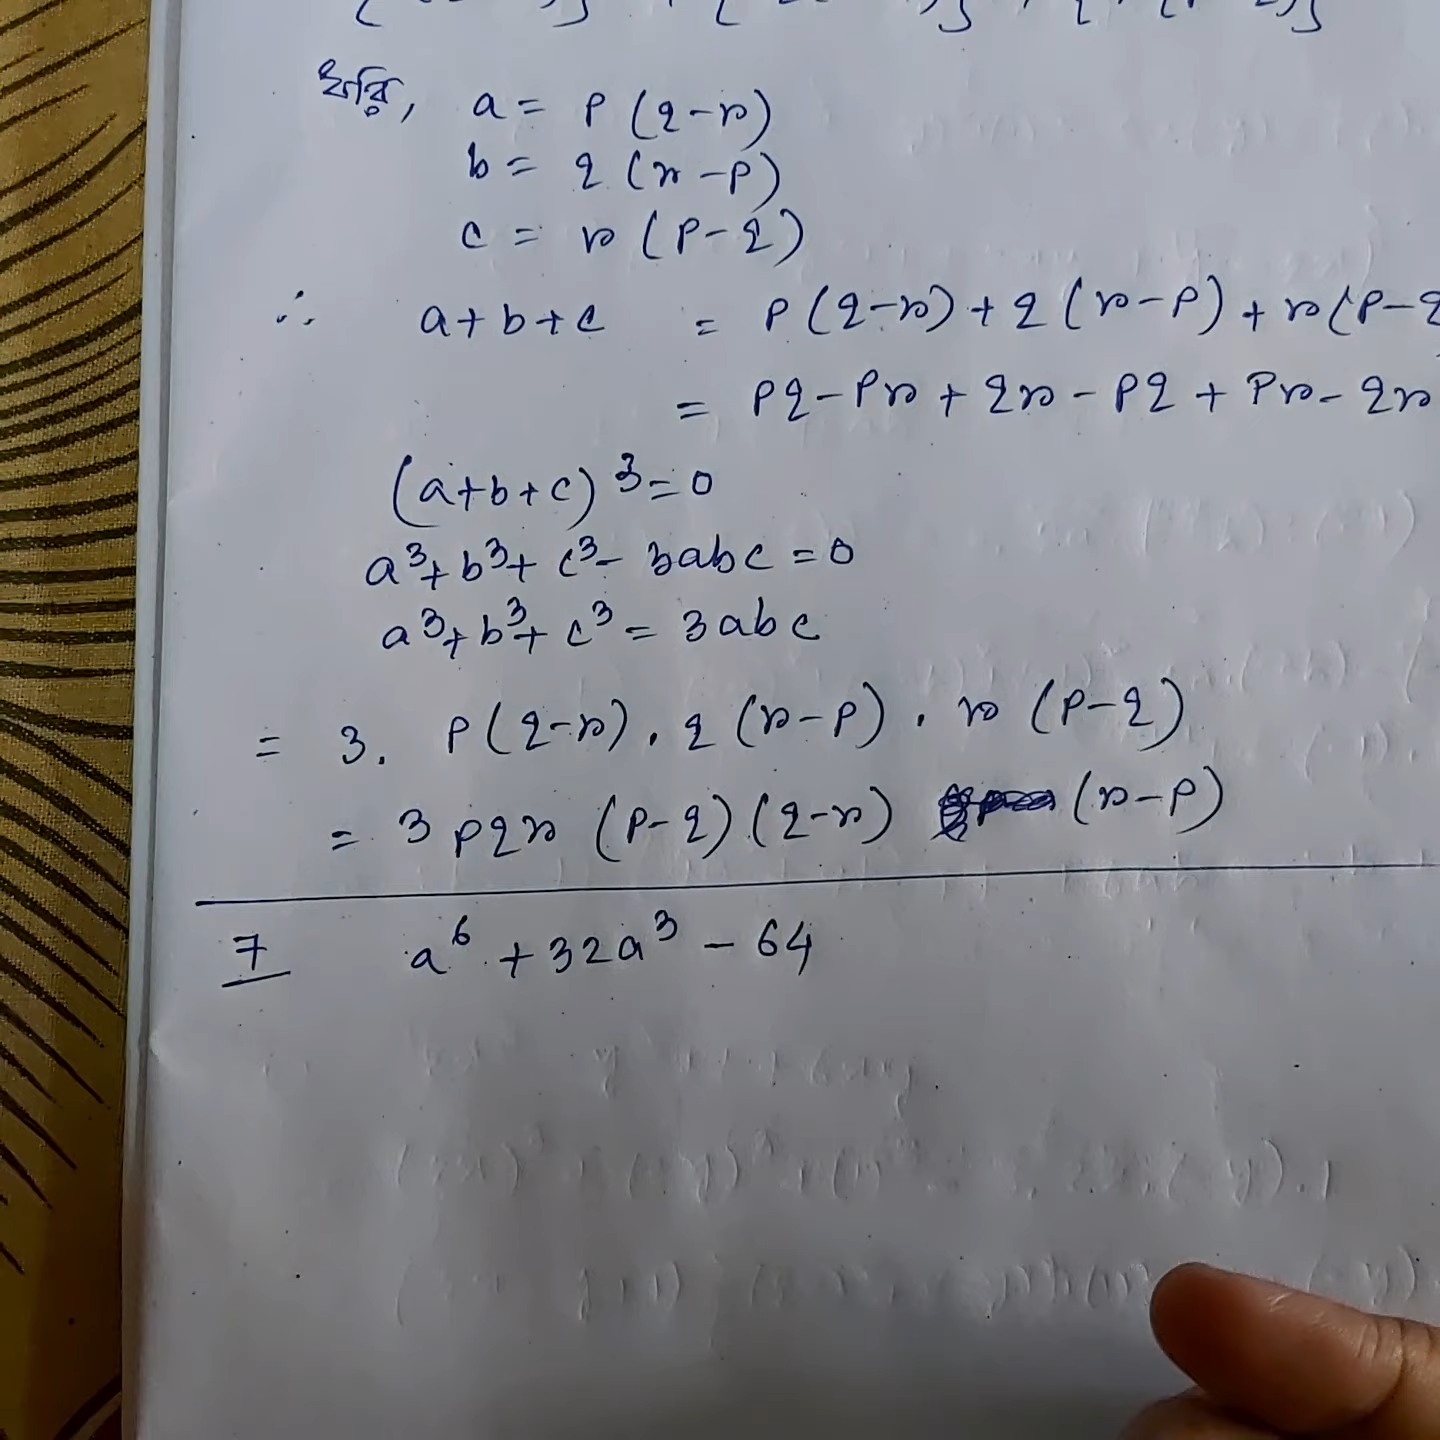 ধরি, a = p (q-r)
b = q (r-p)
c = r (p-q)
∴ a+b+c = p(q-r)+q(r-p)+r(p-q
= pq-pr+qr-pq+pr-qr
(a+b+c)³=0
a³+b³+c³-3abc=0
a³+b³+c³=3abc
= 3. p(q-r).q(r-p).r(p-q)
= 3pqr(p-q)(q-r)(r-p)
7 a⁶+32a³-64